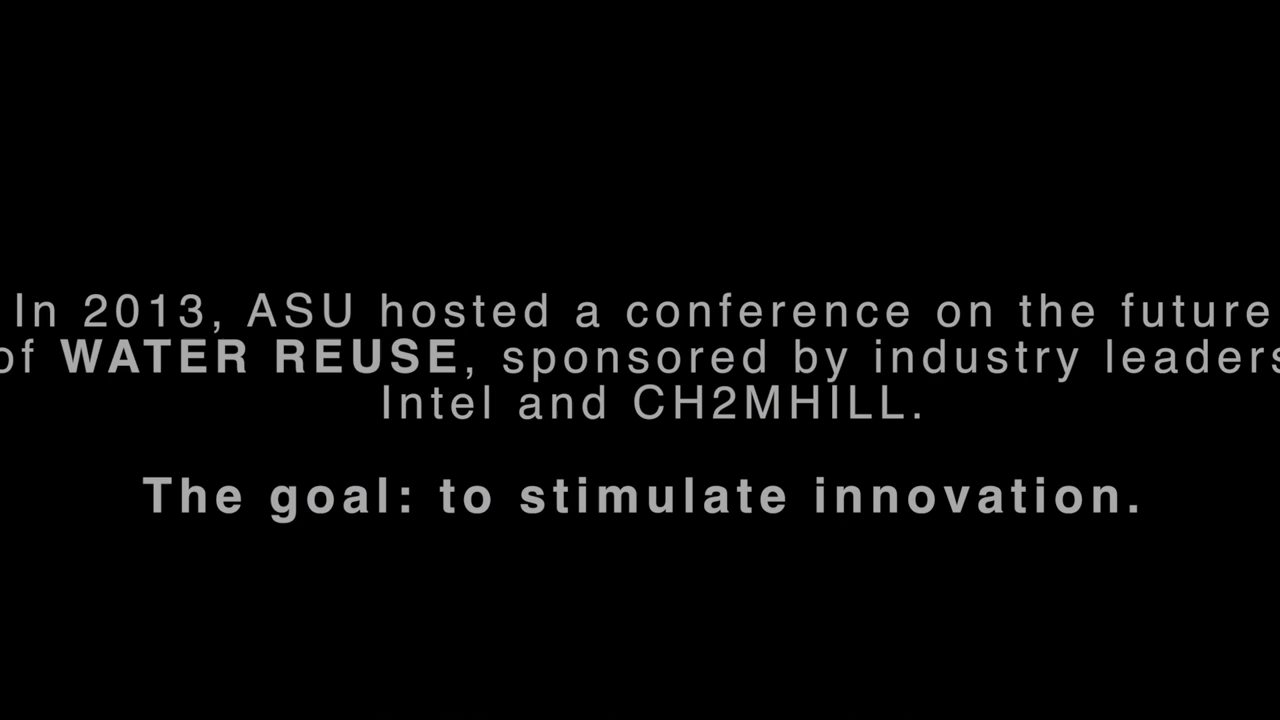 In 2013, ASU hosted a conference on the future
of WATER REUSE, sponsored by industry leaders
Intel and CH2MHILL.
The goal: to stimulate innovation.